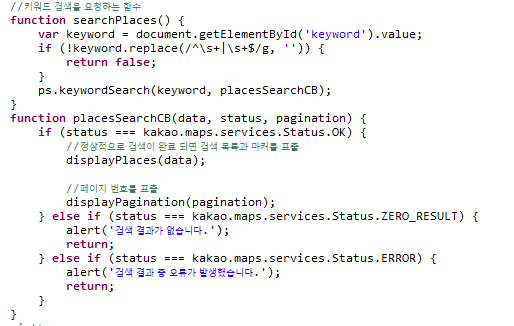 //키워드 검색을 요청하는 함수
function searchPlaces() {
    var keyword = document.getElementById('keyword').value;
    if (!keyword.replace(/^\s+|\s+$/g, '')) {
        return false;
    }
    ps.keywordSearch(keyword, placesSearchCB);
}
function placesSearchCB(data, status, pagination) {
    if (status === kakao.maps.services.Status.OK) {
        //정상적으로 검색이 완료 되면 검색 목록과 마커를 표출
        displayPlaces(data);

        //페이지 번호를 표출
        displayPagination(pagination);
    } else if (status === kakao.maps.services.Status.ZERO_RESULT) {
        alert('검색 결과가 없습니다.');
        return;
    } else if (status === kakao.maps.services.Status.ERROR) {
        alert('검색 결과 중 오류가 발생했습니다.');
        return;
    }
}